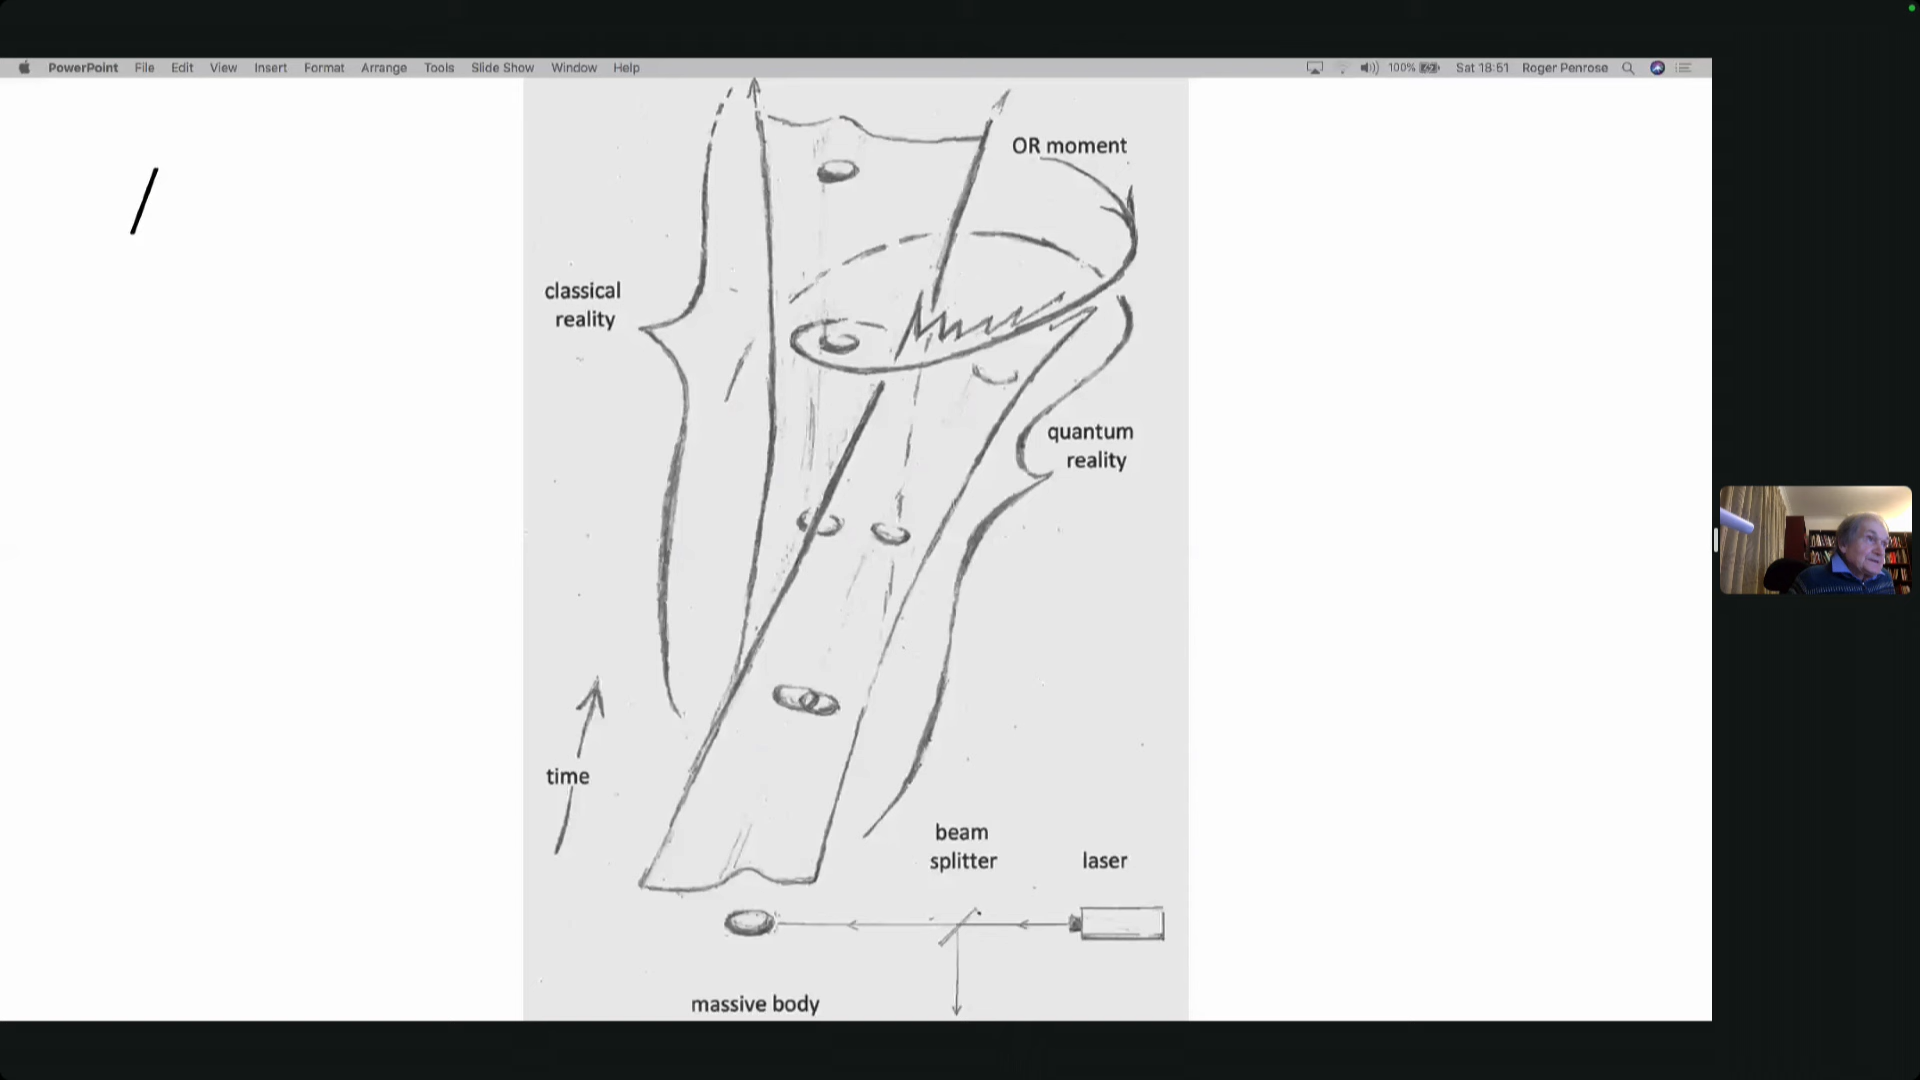 PowerPoint File Edit View Insert Format Arrange Tools Slide Show Window Help 100% Sat 18:51 Roger Penrose
OR moment
classical
reality
quantum
reality
time
beam
splitter
laser
massive body